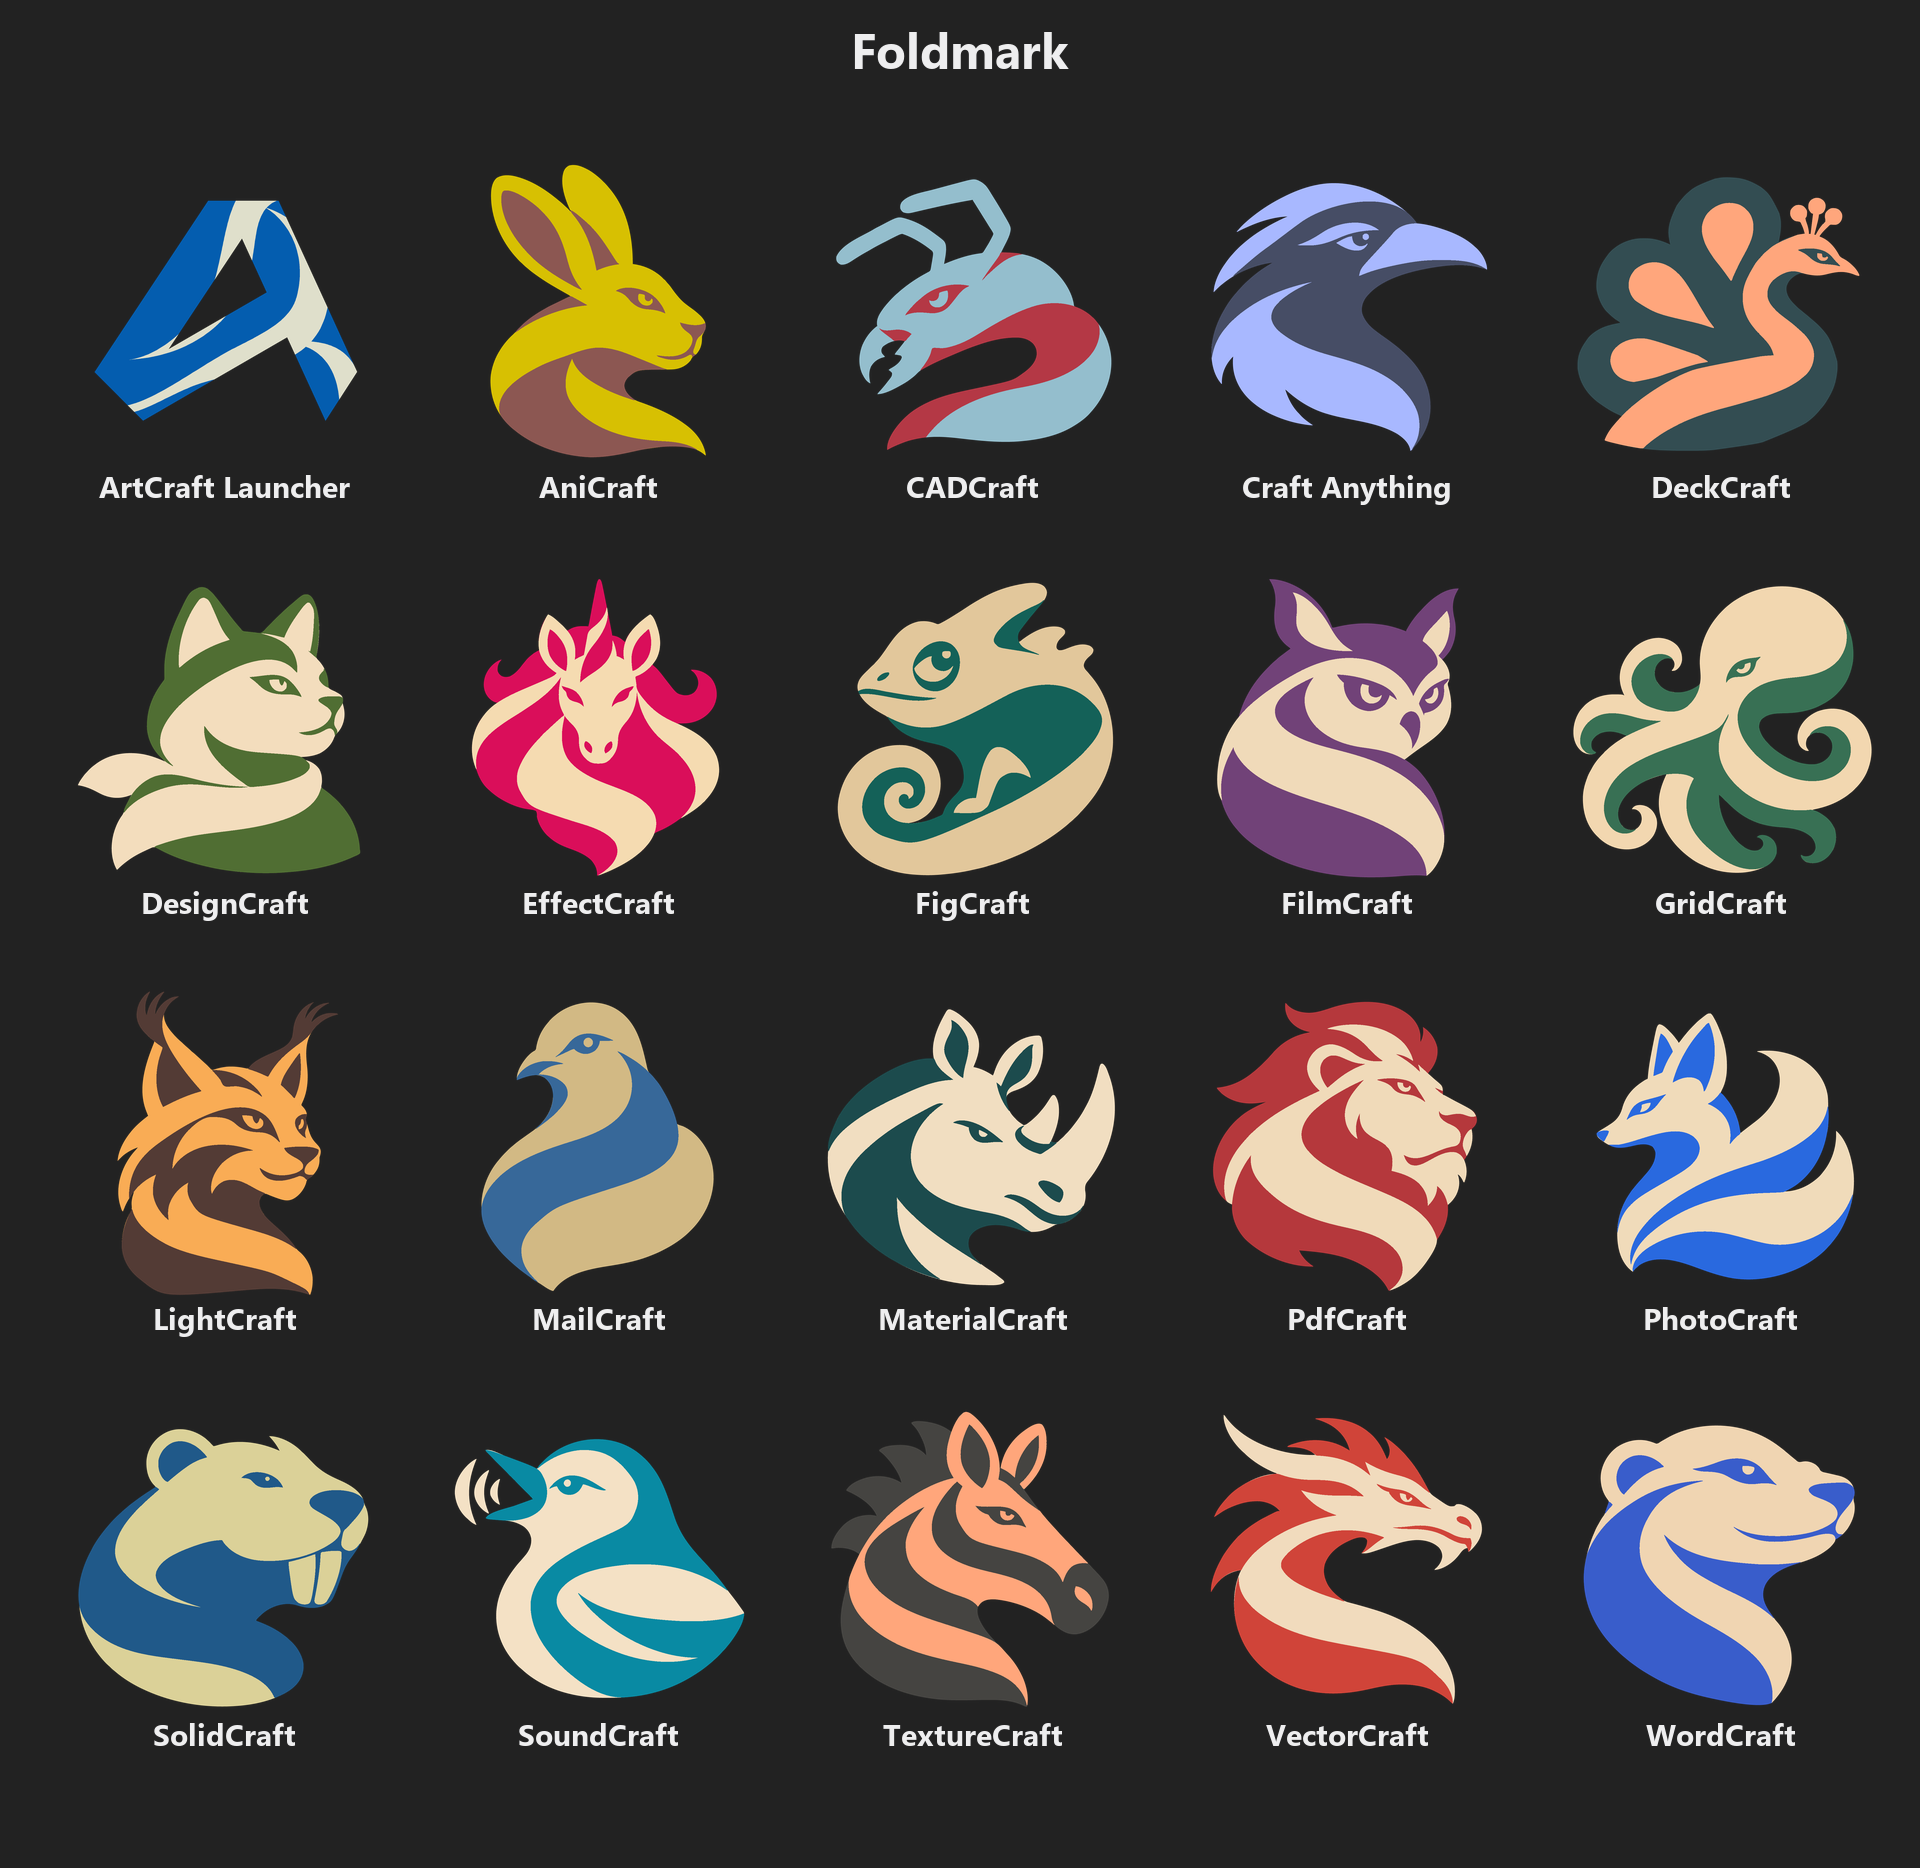 Foldmark
ArtCraft Launcher
AniCraft
CADCraft
Craft Anything
DeckCraft
DesignCraft
EffectCraft
FigCraft
FilmCraft
GridCraft
LightCraft
MailCraft
MaterialCraft
PdfCraft
PhotoCraft
SolidCraft
SoundCraft
TextureCraft
VectorCraft
WordCraft